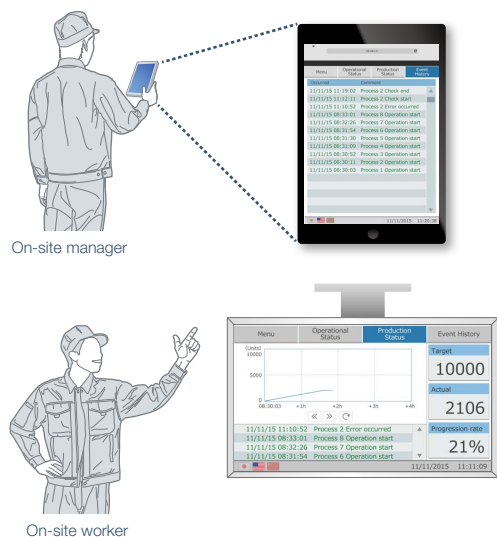 Menu
Operational
Status
Production
Status
Event
History
Occurred Comment
11/11/15 11:19:02 Process 2 Check end
11/11/15 11:12:11 Process 2 Check start
11/11/15 11:10:52 Process 2 Error occurred
11/11/15 08:33:01 Process 8 Operation start
11/11/15 08:32:26 Process 7 Operation start
11/11/15 08:31:54 Process 6 Operation start
11/11/15 08:31:30 Process 5 Operation start
11/11/15 08:31:09 Process 4 Operation start
11/11/15 08:30:52 Process 3 Operation start
11/11/15 08:30:11 Process 2 Operation start
11/11/15 08:30:03 Process 1 Operation start
11/11/2015 11:20:38
On-site manager
Menu
Operational
Status
Production
Status
Event History
(Units)
10000
5000
0
08:30:03 +1h +2h +3h +4h
Target
10000
Actual
2106
Progression rate
21%
11/11/15 11:10:52 Process 2 Error occurred
11/11/15 08:33:01 Process 8 Operation start
11/11/15 08:32:26 Process 7 Operation start
11/11/15 08:31:54 Process 6 Operation start
11/11/2015 11:11:09
On-site worker